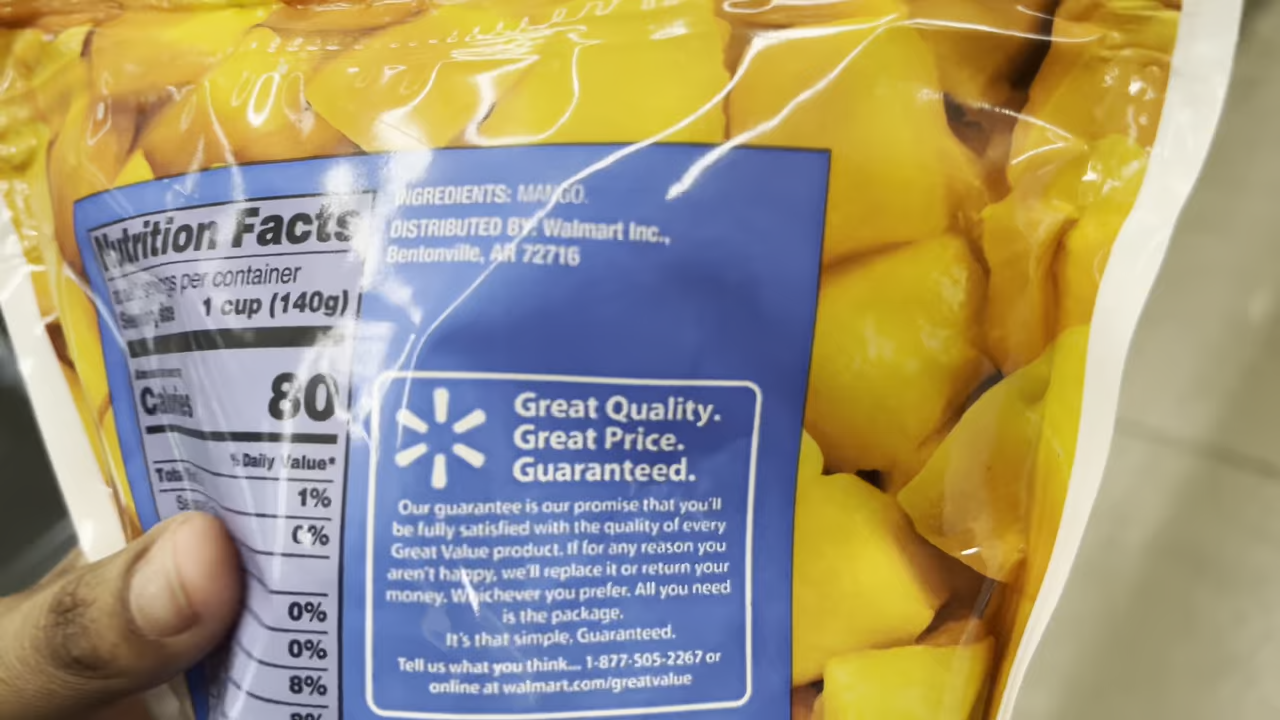 Nutrition Facts
servings per container
Serving size 1 cup (140g)
Calories 80
% Daily Value*
Total
1%
0%
0%
0%
8%
INGREDIENTS: MANGO.
DISTRIBUTED BY: Walmart Inc.,
Bentonville, AR 72716
Great Quality.
Great Price.
Guaranteed.
Our guarantee is our promise that you'll
be fully satisfied with the quality of every
Great Value product. If for any reason you
aren't happy, we'll replace it or return your
money. Whichever you prefer. All you need
is the package.
It's that simple. Guaranteed.
Tell us what you think... 1-877-505-2267 or
online at walmart.com/greatvalue